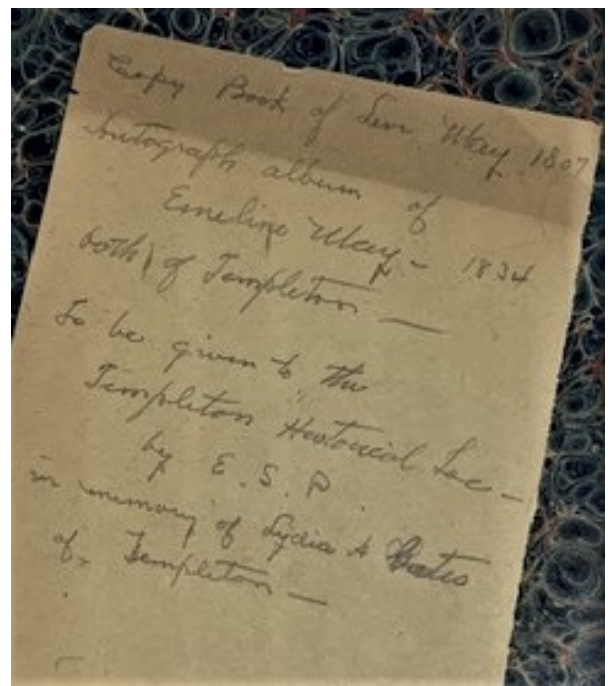 Copy Book of Levi May 1807
Autograph album of
Emeline May - 1834
both of Templeton —
To be given to the
Templeton Historical Soc —
by E. S. P.
in memory of Lydia A Bates
of Templeton —